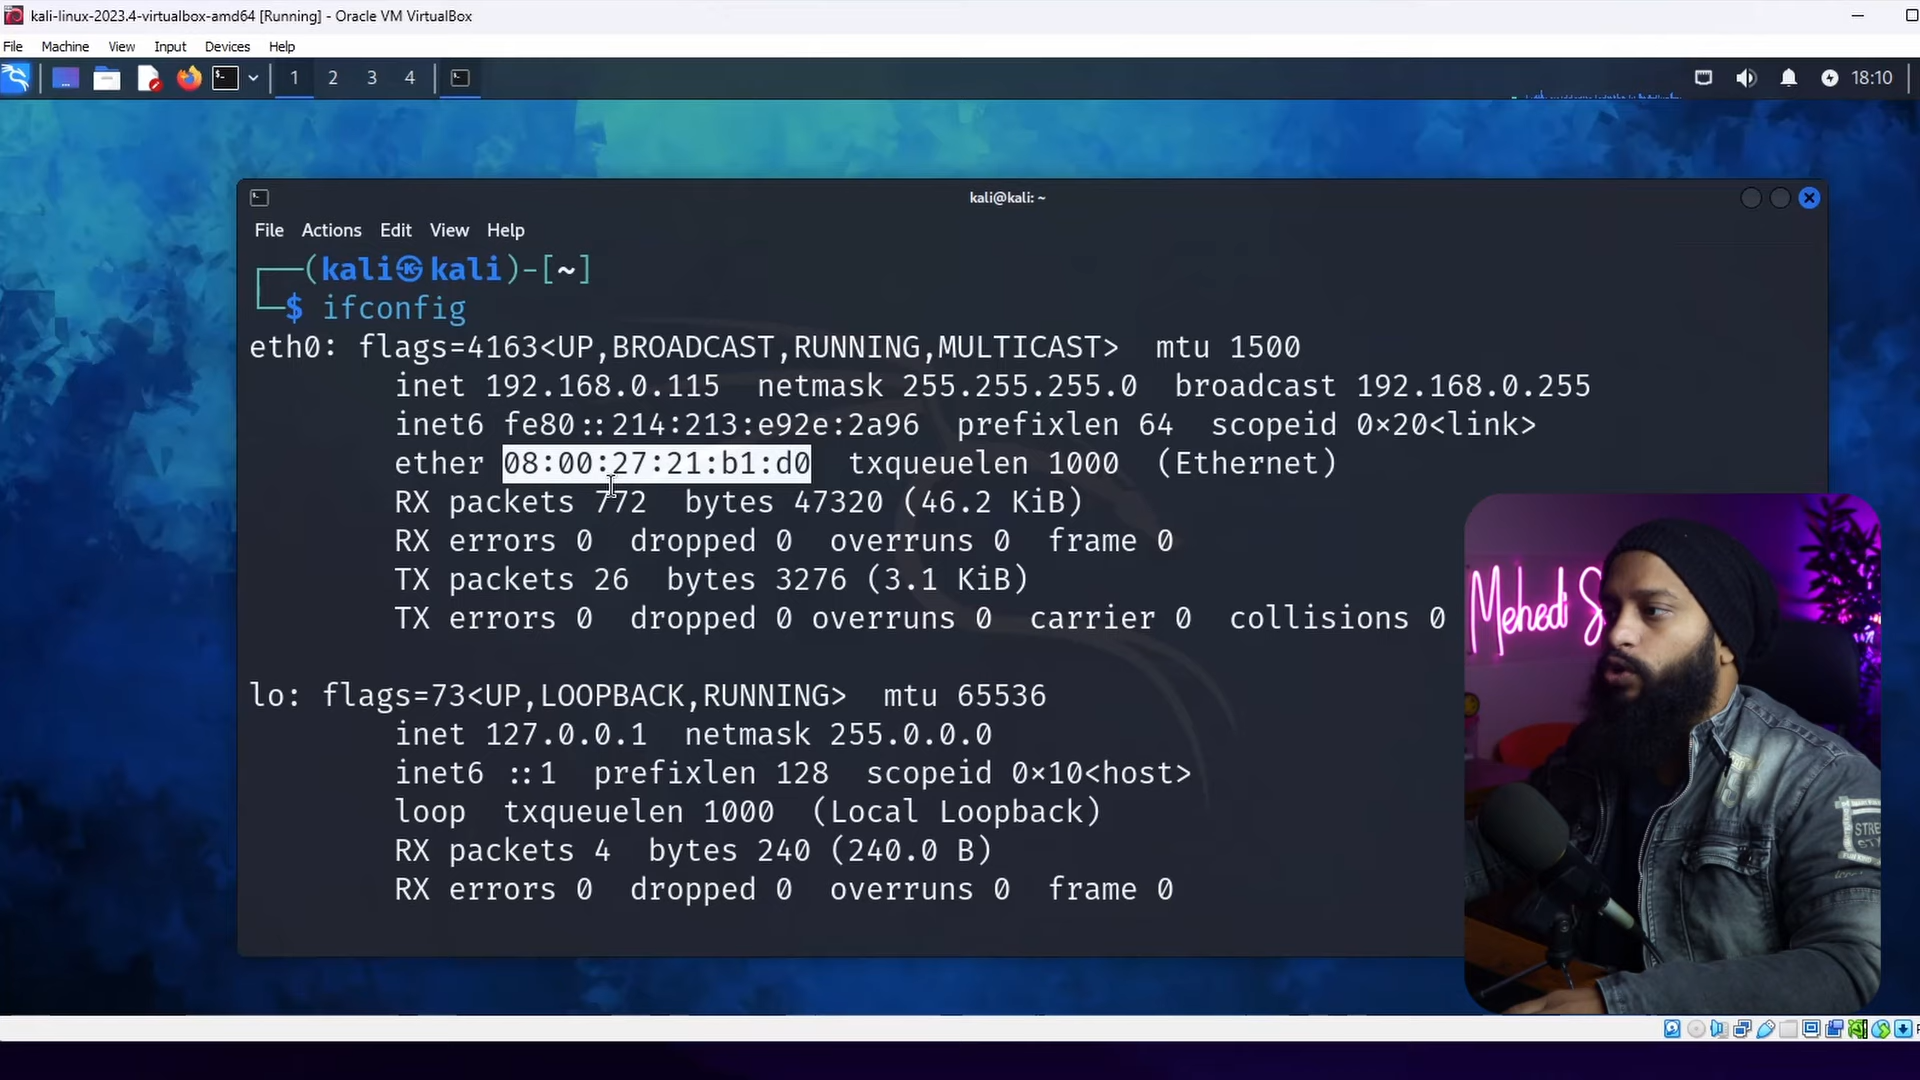 kali-linux-2023.4-virtualbox-amd64 [Running] - Oracle VM VirtualBox
File Machine View Input Devices Help
1 2 3 4
18:10
kali@kali: ~
File Actions Edit View Help
(kali㉿kali)-[~]
$ ifconfig
eth0: flags=4163<UP,BROADCAST,RUNNING,MULTICAST> mtu 1500
inet 192.168.0.115 netmask 255.255.255.0 broadcast 192.168.0.255
inet6 fe80::214:213:e92e:2a96 prefixlen 64 scopeid 0×20<link>
ether 08:00:27:21:b1:d0 txqueuelen 1000 (Ethernet)
RX packets 772 bytes 47320 (46.2 KiB)
RX errors 0 dropped 0 overruns 0 frame 0
TX packets 26 bytes 3276 (3.1 KiB)
TX errors 0 dropped 0 overruns 0 carrier 0 collisions 0
lo: flags=73<UP,LOOPBACK,RUNNING> mtu 65536
inet 127.0.0.1 netmask 255.0.0.0
inet6 ::1 prefixlen 128 scopeid 0×10<host>
loop txqueuelen 1000 (Local Loopback)
RX packets 4 bytes 240 (240.0 B)
RX errors 0 dropped 0 overruns 0 frame 0
Mehedi S
STREE